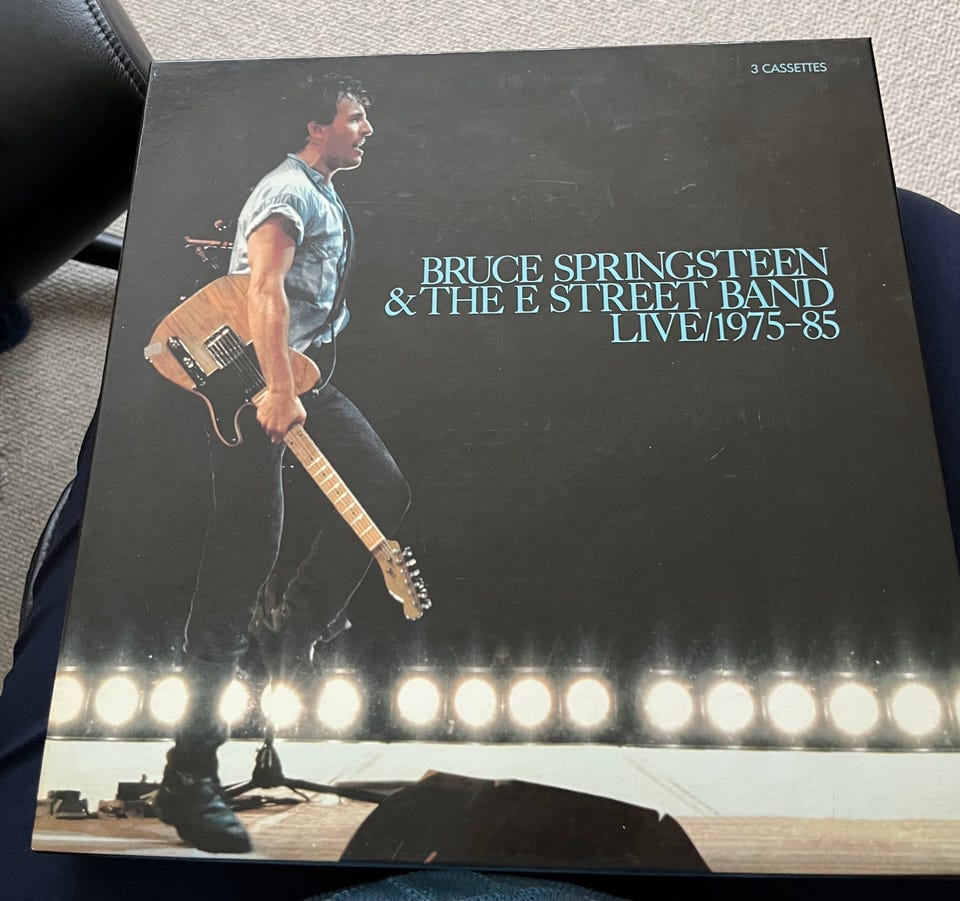 3 CASSETTES
BRUCE SPRINGSTEEN
& THE E STREET BAND
LIVE/1975–85